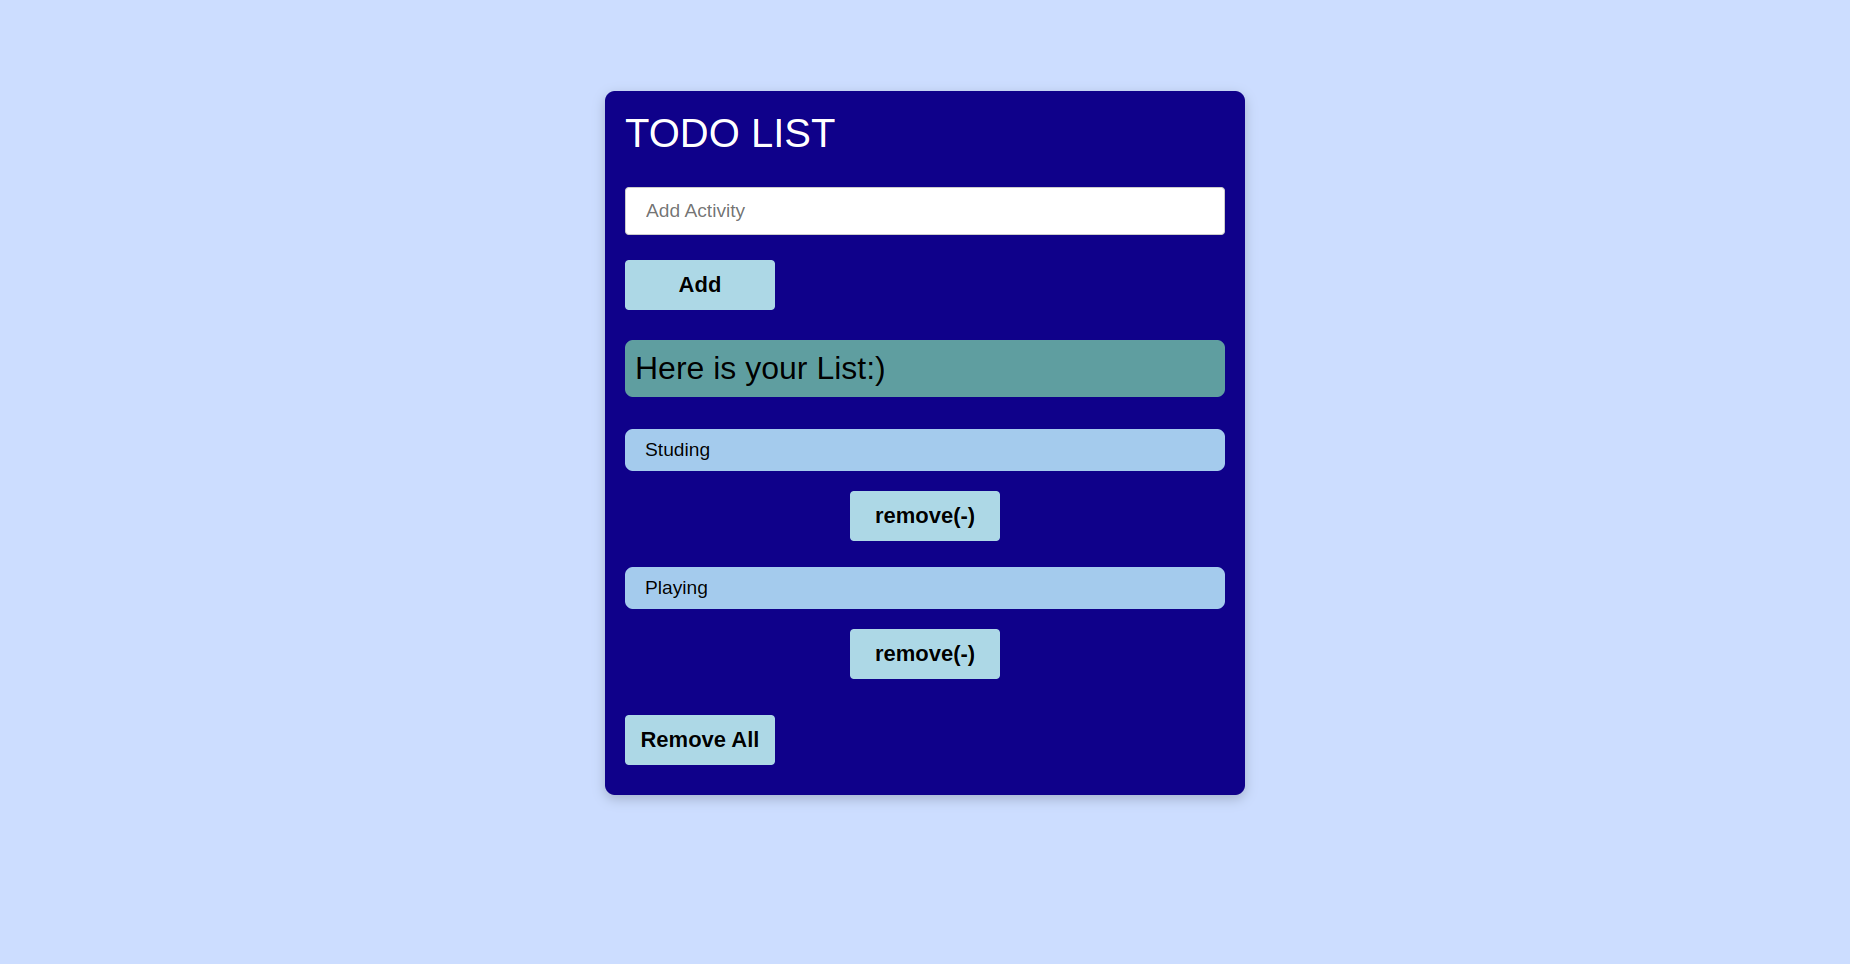 TODO LIST
Add Activity
Add
Here is your List:)
Studing
remove(-)
Playing
remove(-)
Remove All